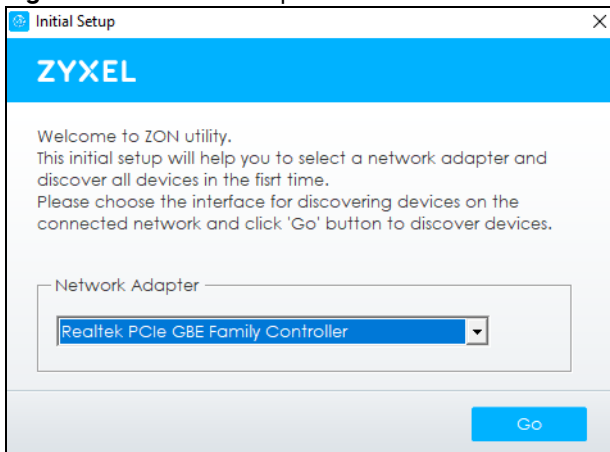 Initial Setup
ZYXEL
Welcome to ZON utility.
This initial setup will help you to select a network adapter and
discover all devices in the fisrt time.
Please choose the interface for discovering devices on the
connected network and click 'Go' button to discover devices.
Network Adapter
Realtek PCIe GBE Family Controller
Go